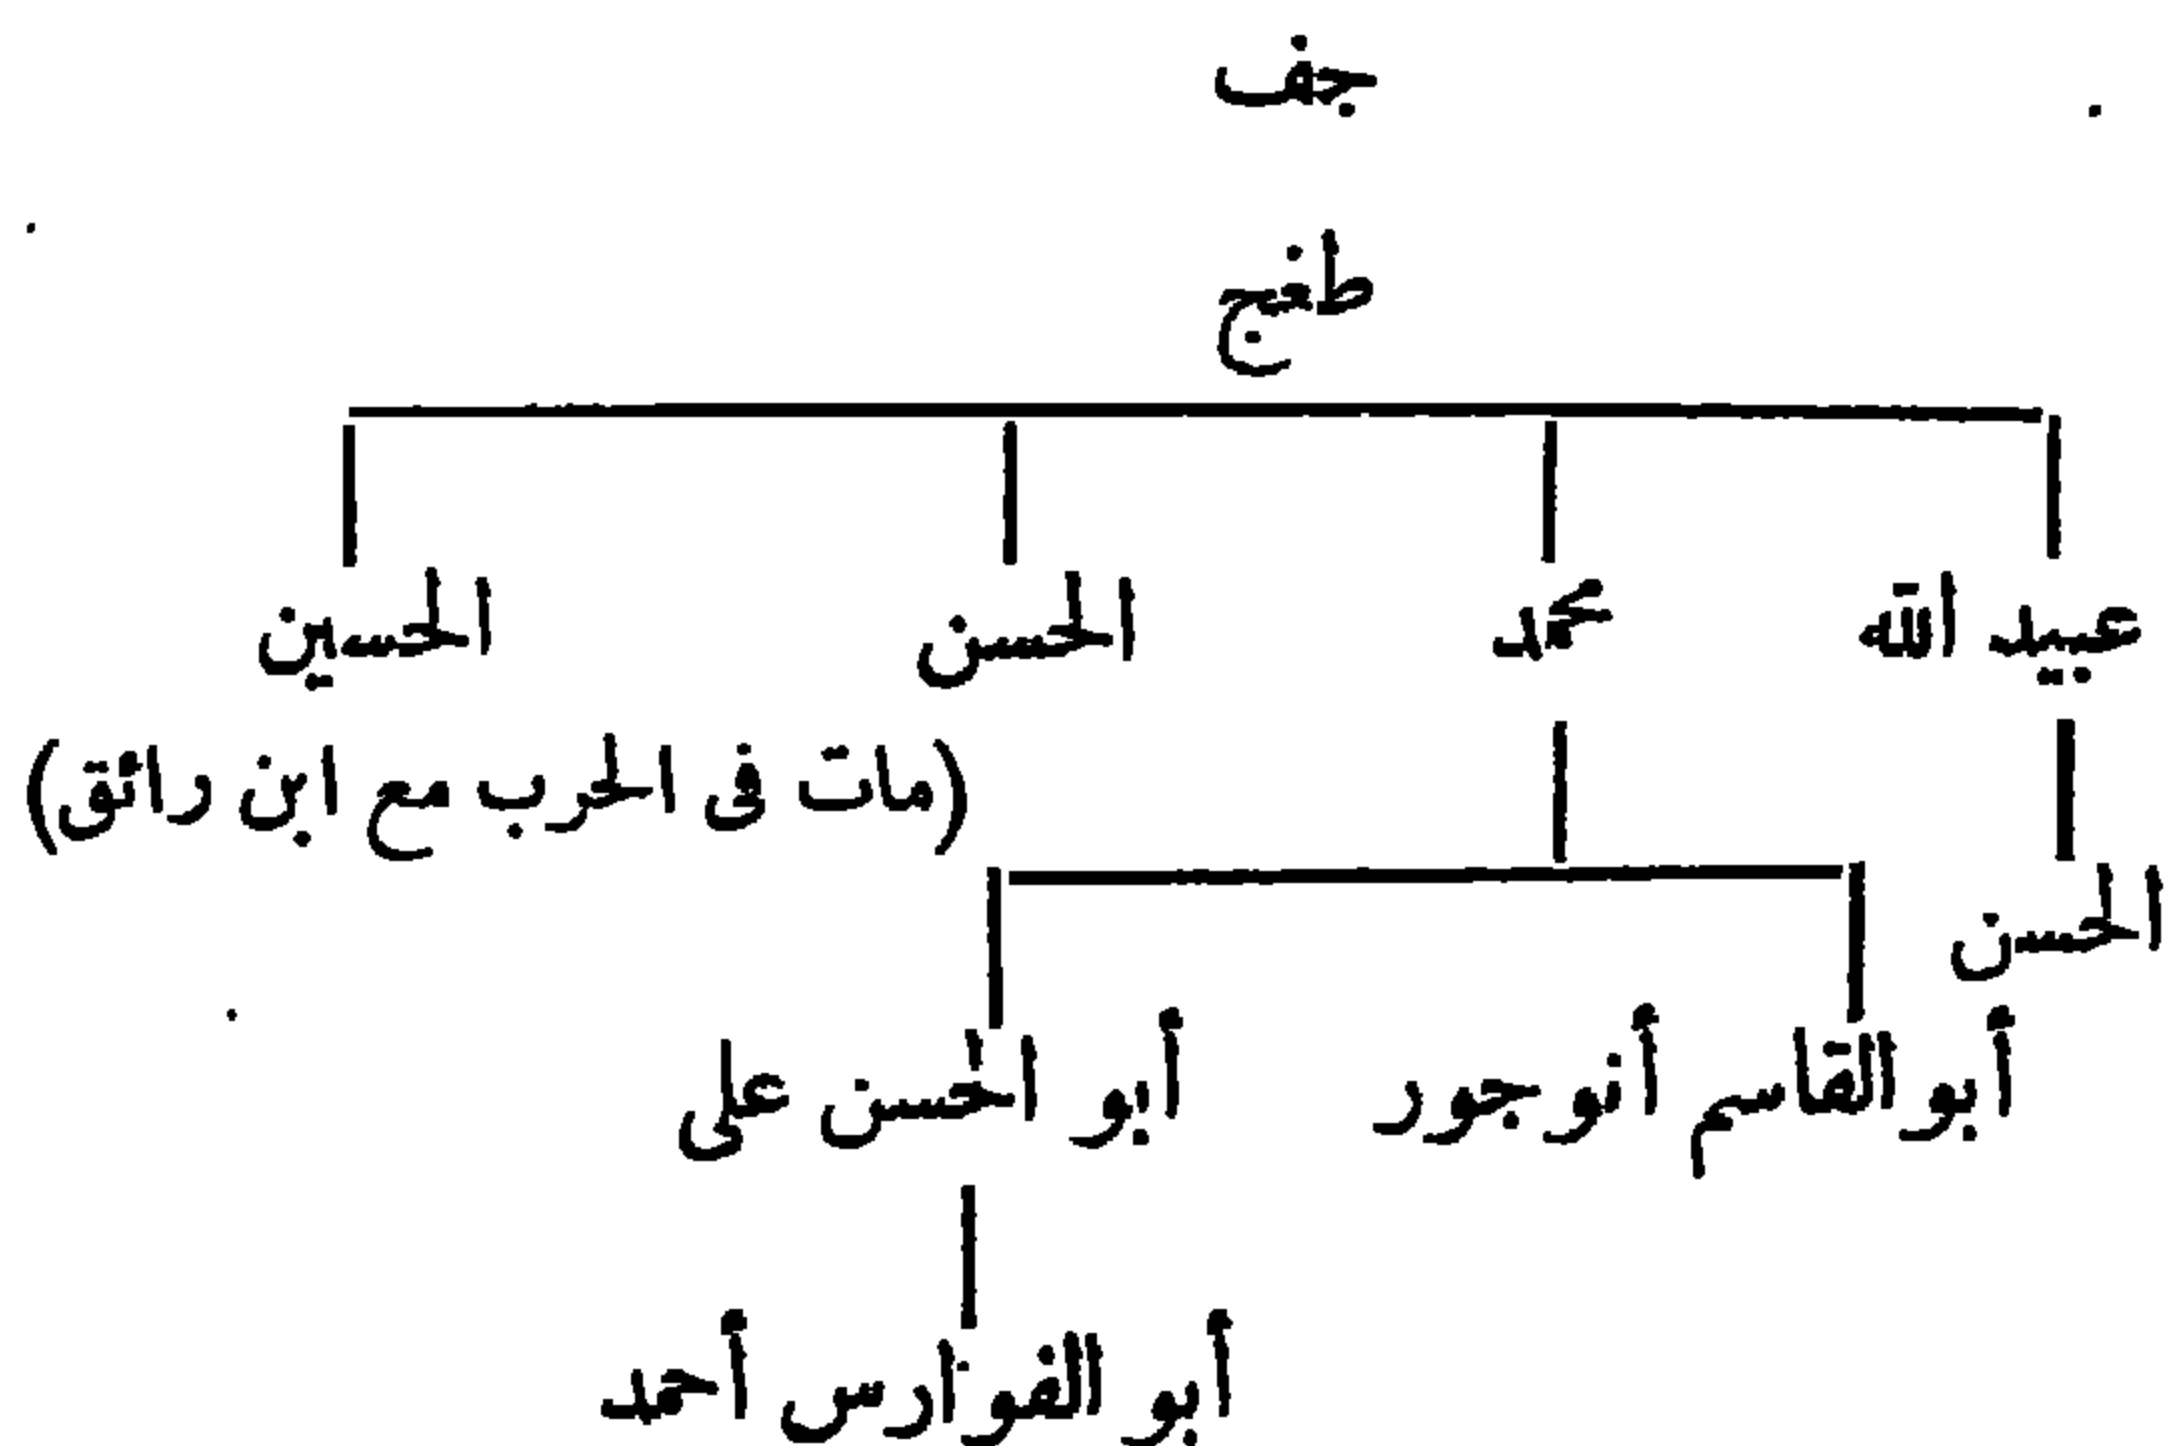 جف
طغج
عبيد الله محمد الحسن الحسين
(مات فى الحرب مع ابن رائق)
الحسن
أبو القاسم أنوجور أبو الحسن على
أبو الفوارس أحمد